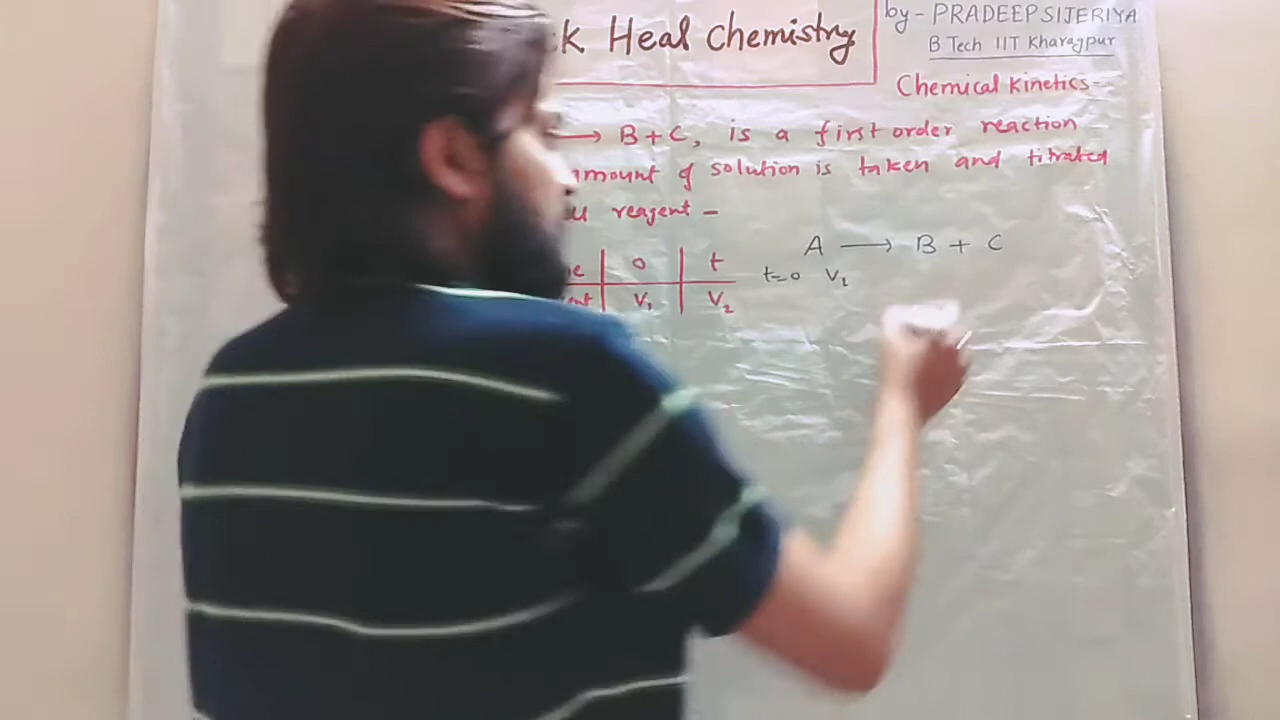 k Heal Chemistry
by - PRADEEP SIJERIYA
B Tech IIT Kharagpur
Chemical Kinetics -
⟶ B + C, is a first order reaction
amount of solution is taken and titrated
reagent -
0 t
V₁ V₂
A ⟶ B + C
t=0 V₁